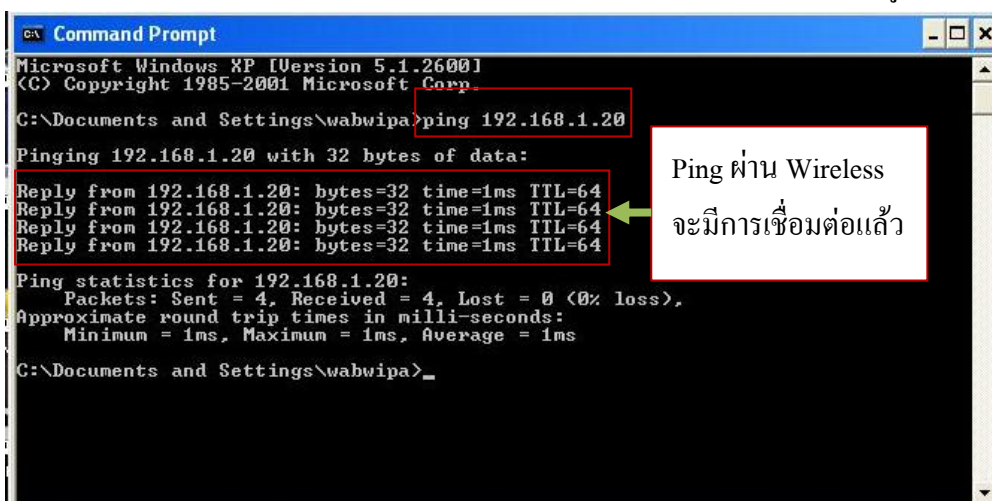 Command Prompt
Microsoft Windows XP [Version 5.1.2600]
(C) Copyright 1985-2001 Microsoft Corp.
C:\Documents and Settings\wabwipa>ping 192.168.1.20
Pinging 192.168.1.20 with 32 bytes of data:
Reply from 192.168.1.20: bytes=32 time=1ms TTL=64
Reply from 192.168.1.20: bytes=32 time=1ms TTL=64
Reply from 192.168.1.20: bytes=32 time=1ms TTL=64
Reply from 192.168.1.20: bytes=32 time=1ms TTL=64
Ping ผ่าน Wireless
จะมีการเชื่อมต่อแล้ว
Ping statistics for 192.168.1.20:
Packets: Sent = 4, Received = 4, Lost = 0 (0% loss),
Approximate round trip times in milli-seconds:
Minimum = 1ms, Maximum = 1ms, Average = 1ms
C:\Documents and Settings\wabwipa>_